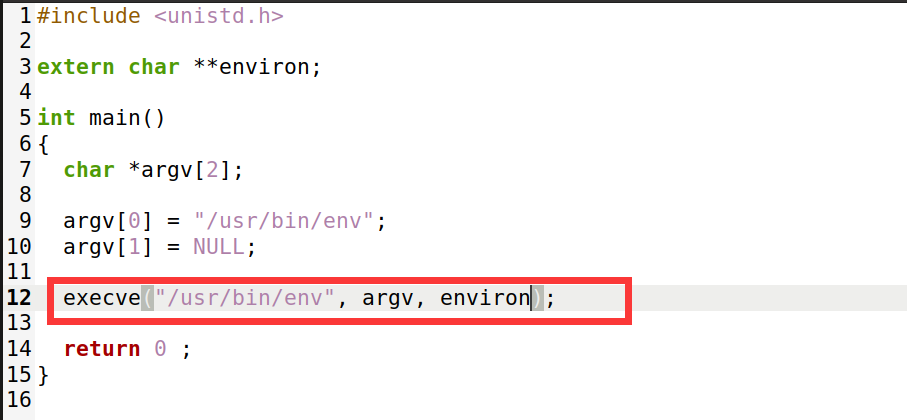 1 #include <unistd.h>
2
3 extern char **environ;
4
5 int main()
6 {
7   char *argv[2];
8
9   argv[0] = "/usr/bin/env";
10   argv[1] = NULL;
11
12   execve("/usr/bin/env", argv, environ);
13
14   return 0 ;
15 }
16